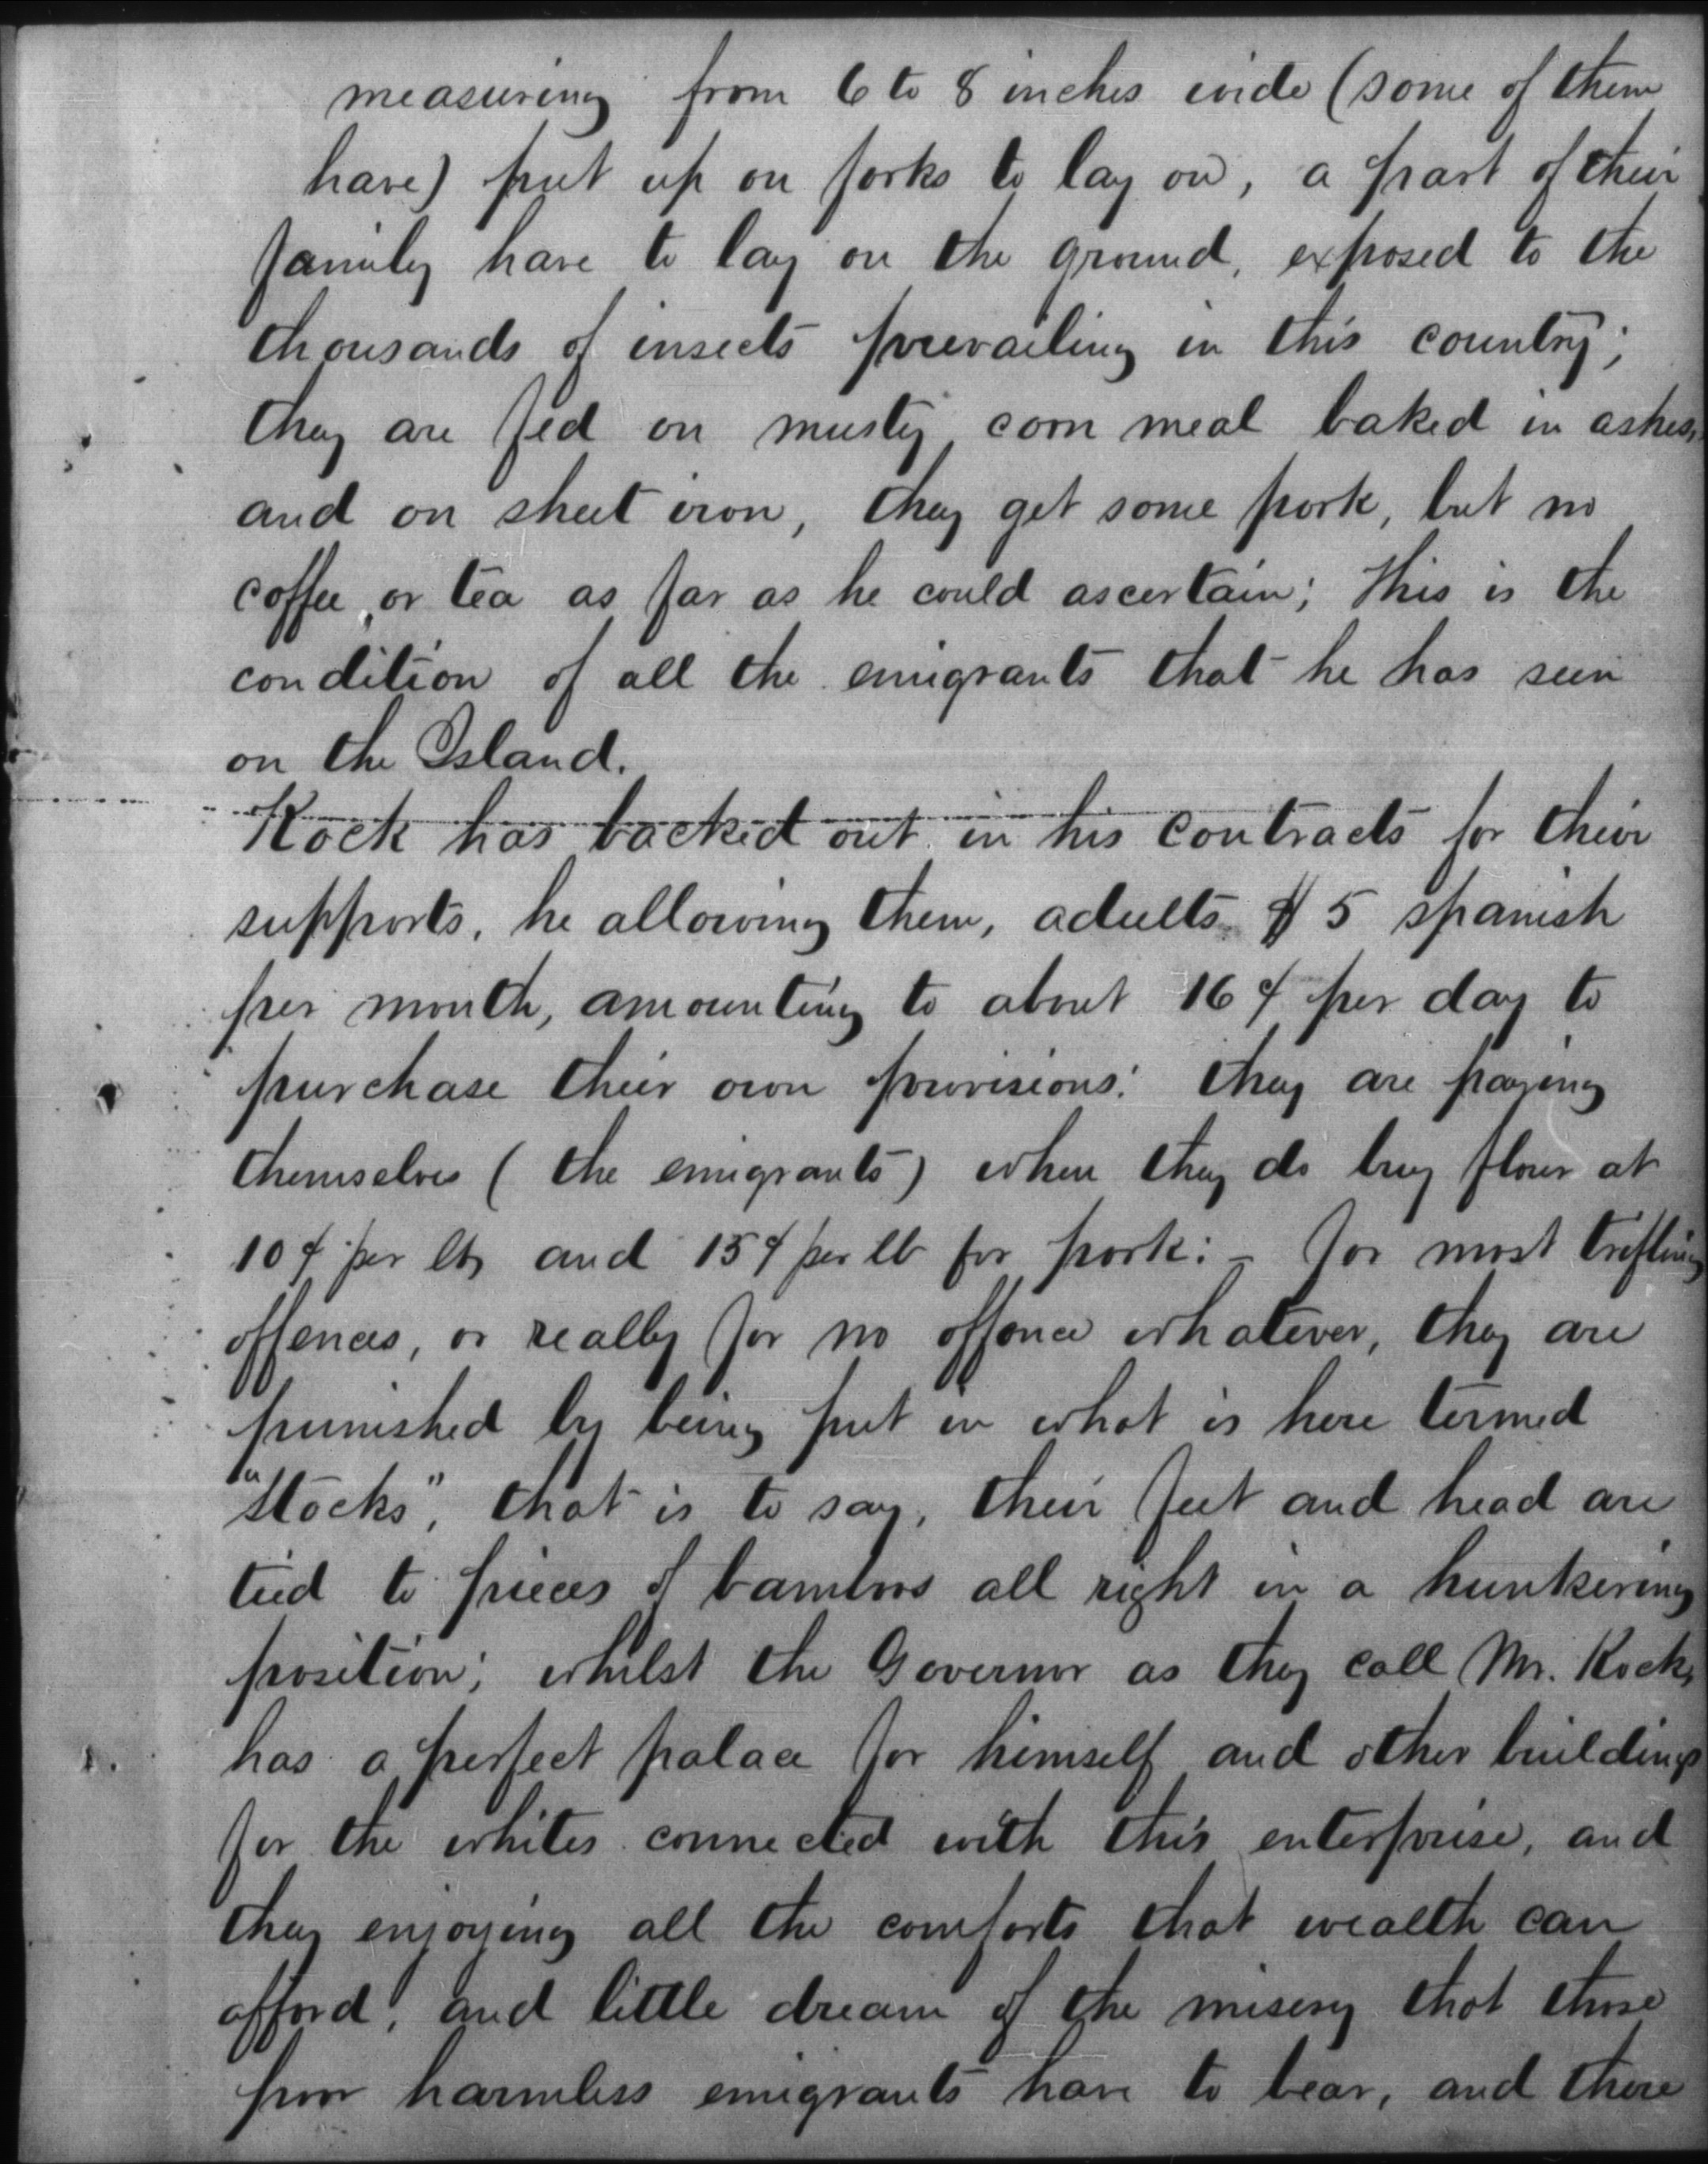 measuring from 6 to 8 inches wide (some of them
have) put up on forks to lay on, a part of their
family have to lay on the ground, exposed to the
thousands of insects prevailing in this country;
they are fed on musty corn meal baked in ashes,
and on sheet iron, they get some pork, but no
coffee, or tea as far as he could ascertain; This is the
condition of all the emigrants that he has seen
on the Island.
Kock has backed out in his contracts for their
supports, he allowing them, adults $5 spanish
per month, amounting to about 16¢ per day to
purchase their own provisions: they are paying
themselves (the emigrants) when they do buy flour at
10¢ per lb, and 15¢ per lb for pork: - for most trifling
offences, or really for no offence whatever, they are
punished by being put in what is here termed
"Stocks", that is to say, their feet and head are
tied to pieces of bamboos all right in a hunkering
position; whilst the Governor as they call Mr. Kock,
has a perfect palace for himself and other buildings
for the whites connected with this enterprise, and
they enjoying all the comforts that wealth can
afford, and little dream of the misery that those
poor harmless emigrants have to bear, and there